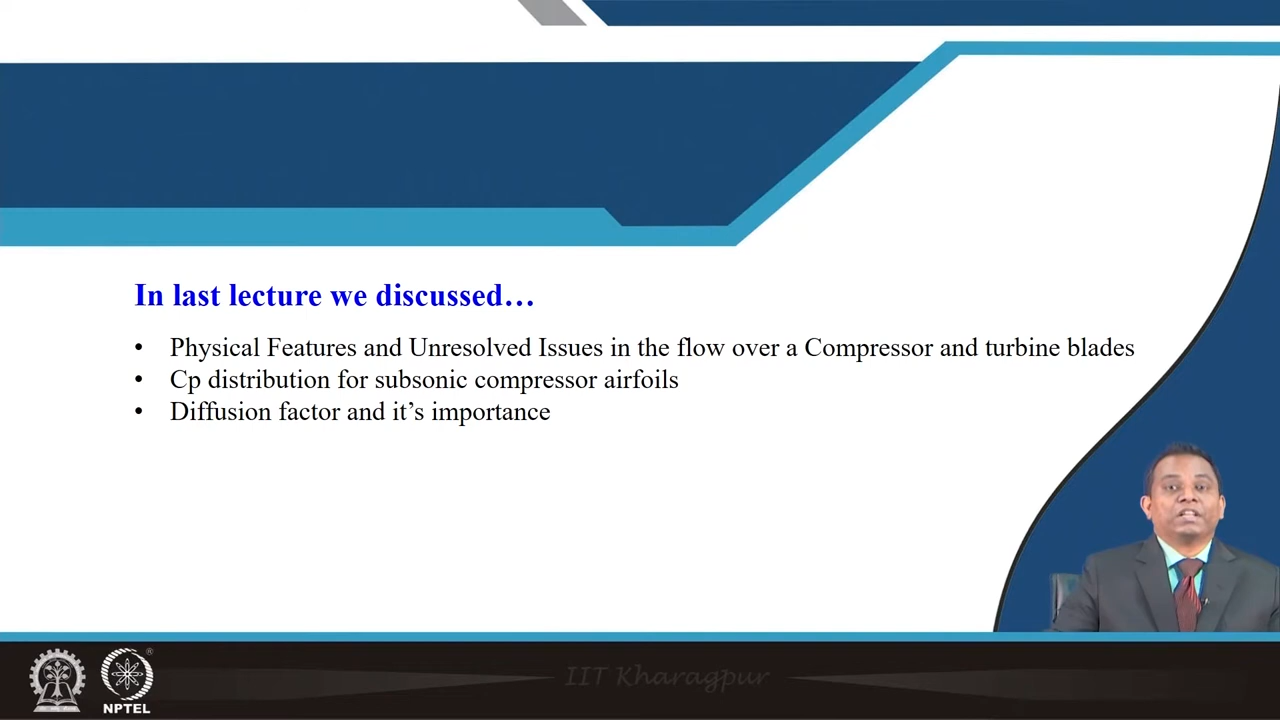 In last lecture we discussed…
• Physical Features and Unresolved Issues in the flow over a Compressor and turbine blades
• Cp distribution for subsonic compressor airfoils
• Diffusion factor and it’s importance
IIT Kharagpur
®
NPTEL